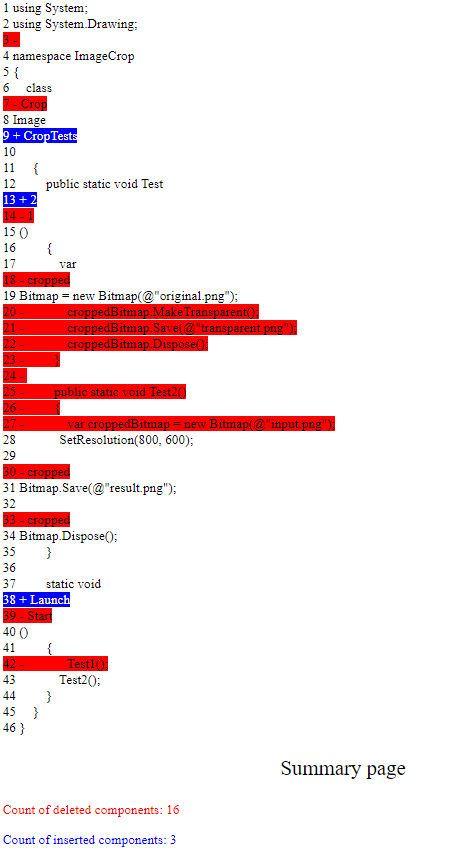 1 using System;
2 using System.Drawing;
3 -
4 namespace ImageCrop
5 {
6 class
7 - Crop
8 Image
9 + CropTests
10
11 {
12 public static void Test
13 + 2
14 - 1
15 ()
16 {
17 var
18 - cropped
19 Bitmap = new Bitmap(@"original.png");
20 - croppedBitmap.MakeTransparent();
21 - croppedBitmap.Save(@"transparent.png");
22 - croppedBitmap.Dispose();
23 - }
24 -
25 - public static void Test2()
26 - {
27 - var croppedBitmap = new Bitmap(@"input.png");
28 SetResolution(800, 600);
29
30 - cropped
31 Bitmap.Save(@"result.png");
32
33 - cropped
34 Bitmap.Dispose();
35 }
36
37 static void
38 + Launch
39 - Start
40 ()
41 {
42 - Test1();
43 Test2();
44 }
45 }
46 }
Summary page
Count of deleted components: 16
Count of inserted components: 3